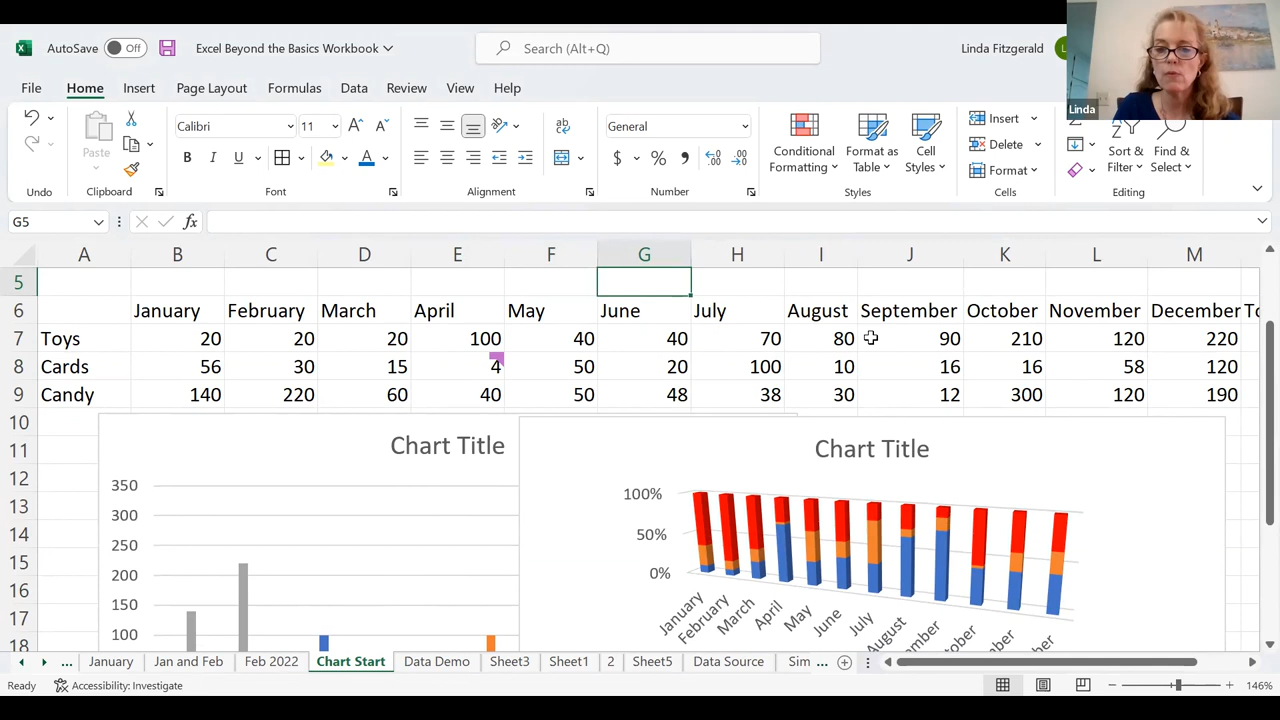 AutoSave Off Excel Beyond the Basics Workbook Search (Alt+Q) Linda Fitzgerald
Linda
File Home Insert Page Layout Formulas Data Review View Help
Calibri 11 General Insert
Paste B I U $ % Conditional Formatting Format as Table Cell Styles Delete Sort & Filter Find & Select
Format
Undo Clipboard Font Alignment Number Styles Cells Editing
G5 fx
A B C D E F G H I J K L M
5
6 January February March April May June July August September October November December
7 Toys 20 20 20 100 40 40 70 80 90 210 120 220
8 Cards 56 30 15 4 50 20 100 10 16 16 58 120
9 Candy 140 220 60 40 50 48 38 30 12 300 120 190
10
11 Chart Title Chart Title
12 350
13 300 100%
14 250 50%
15 200
16 150 0%
17 100
18
January February March April May June July August
January Jan and Feb Feb 2022 Chart Start Data Demo Sheet3 Sheet1 2 Sheet5 Data Source Sim ...
Ready Accessibility: Investigate 146%